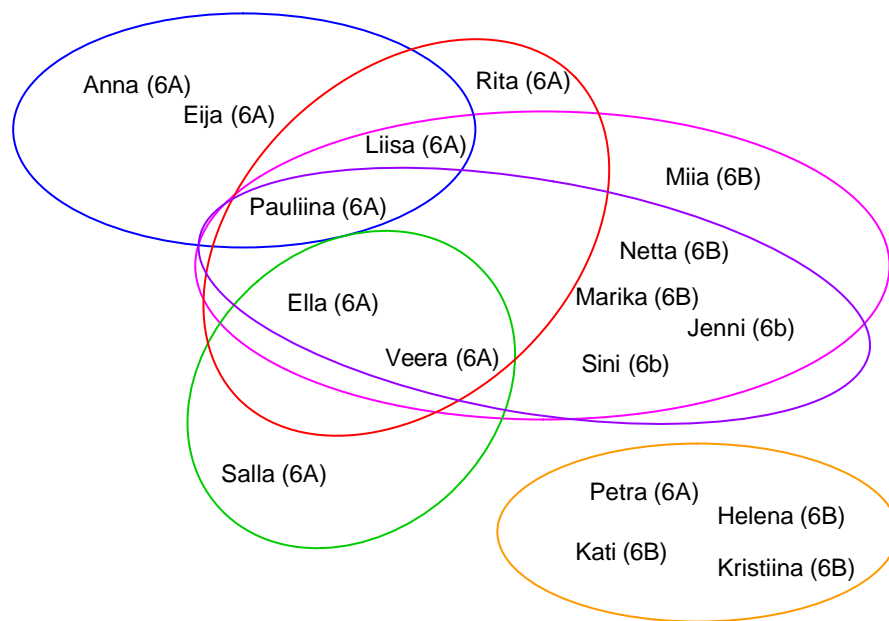 Rita (6A)
Anna (6A)
Eija (6A)
Liisa (6A)
Miia (6B)
Pauliina (6A)
Netta (6B)
Marika (6B)
Ella (6A)
Jenni (6b)
Veera (6A)
Sini (6b)
Salla (6A)
Petra (6A)
Helena (6B)
Kati (6B)
Kristiina (6B)